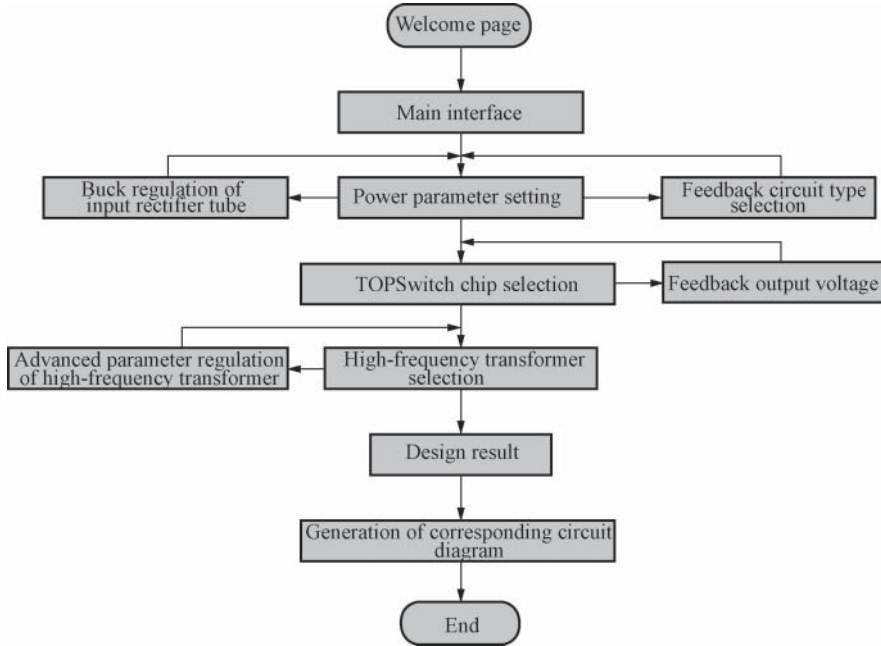 Welcome page
Main interface
Buck regulation of
input rectifier tube
Power parameter setting
Feedback circuit type
selection
TOPSwitch chip selection
Feedback output voltage
Advanced parameter regulation
of high-frequency transformer
High-frequency transformer
selection
Design result
Generation of corresponding circuit
diagram
End